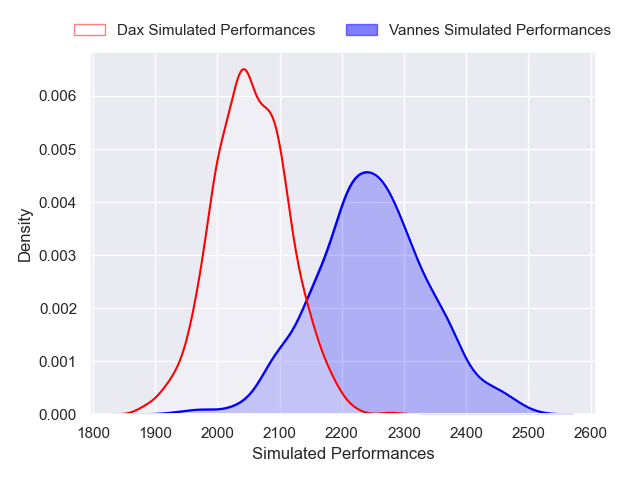 Dax Simulated Performances Vannes Simulated Performances
0.006
0.005
0.004
0.003
0.002
0.001
0.000
Density
1800 1900 2000 2100 2200 2300 2400 2500 2600
Simulated Performances